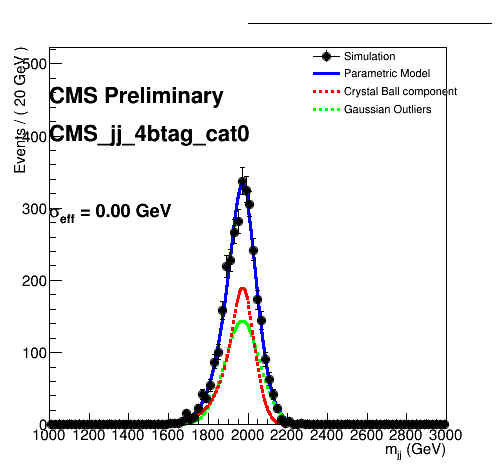 Events / ( 20 GeV )
500
400
300
200
100
0
CMS Preliminary
CMS_jj_4btag_cat0
σeff = 0.00 GeV
Simulation
Parametric Model
Crystal Ball component
Gaussian Outliers
1000 1200 1400 1600 1800 2000 2200 2400 2600 2800 3000
mjj (GeV)